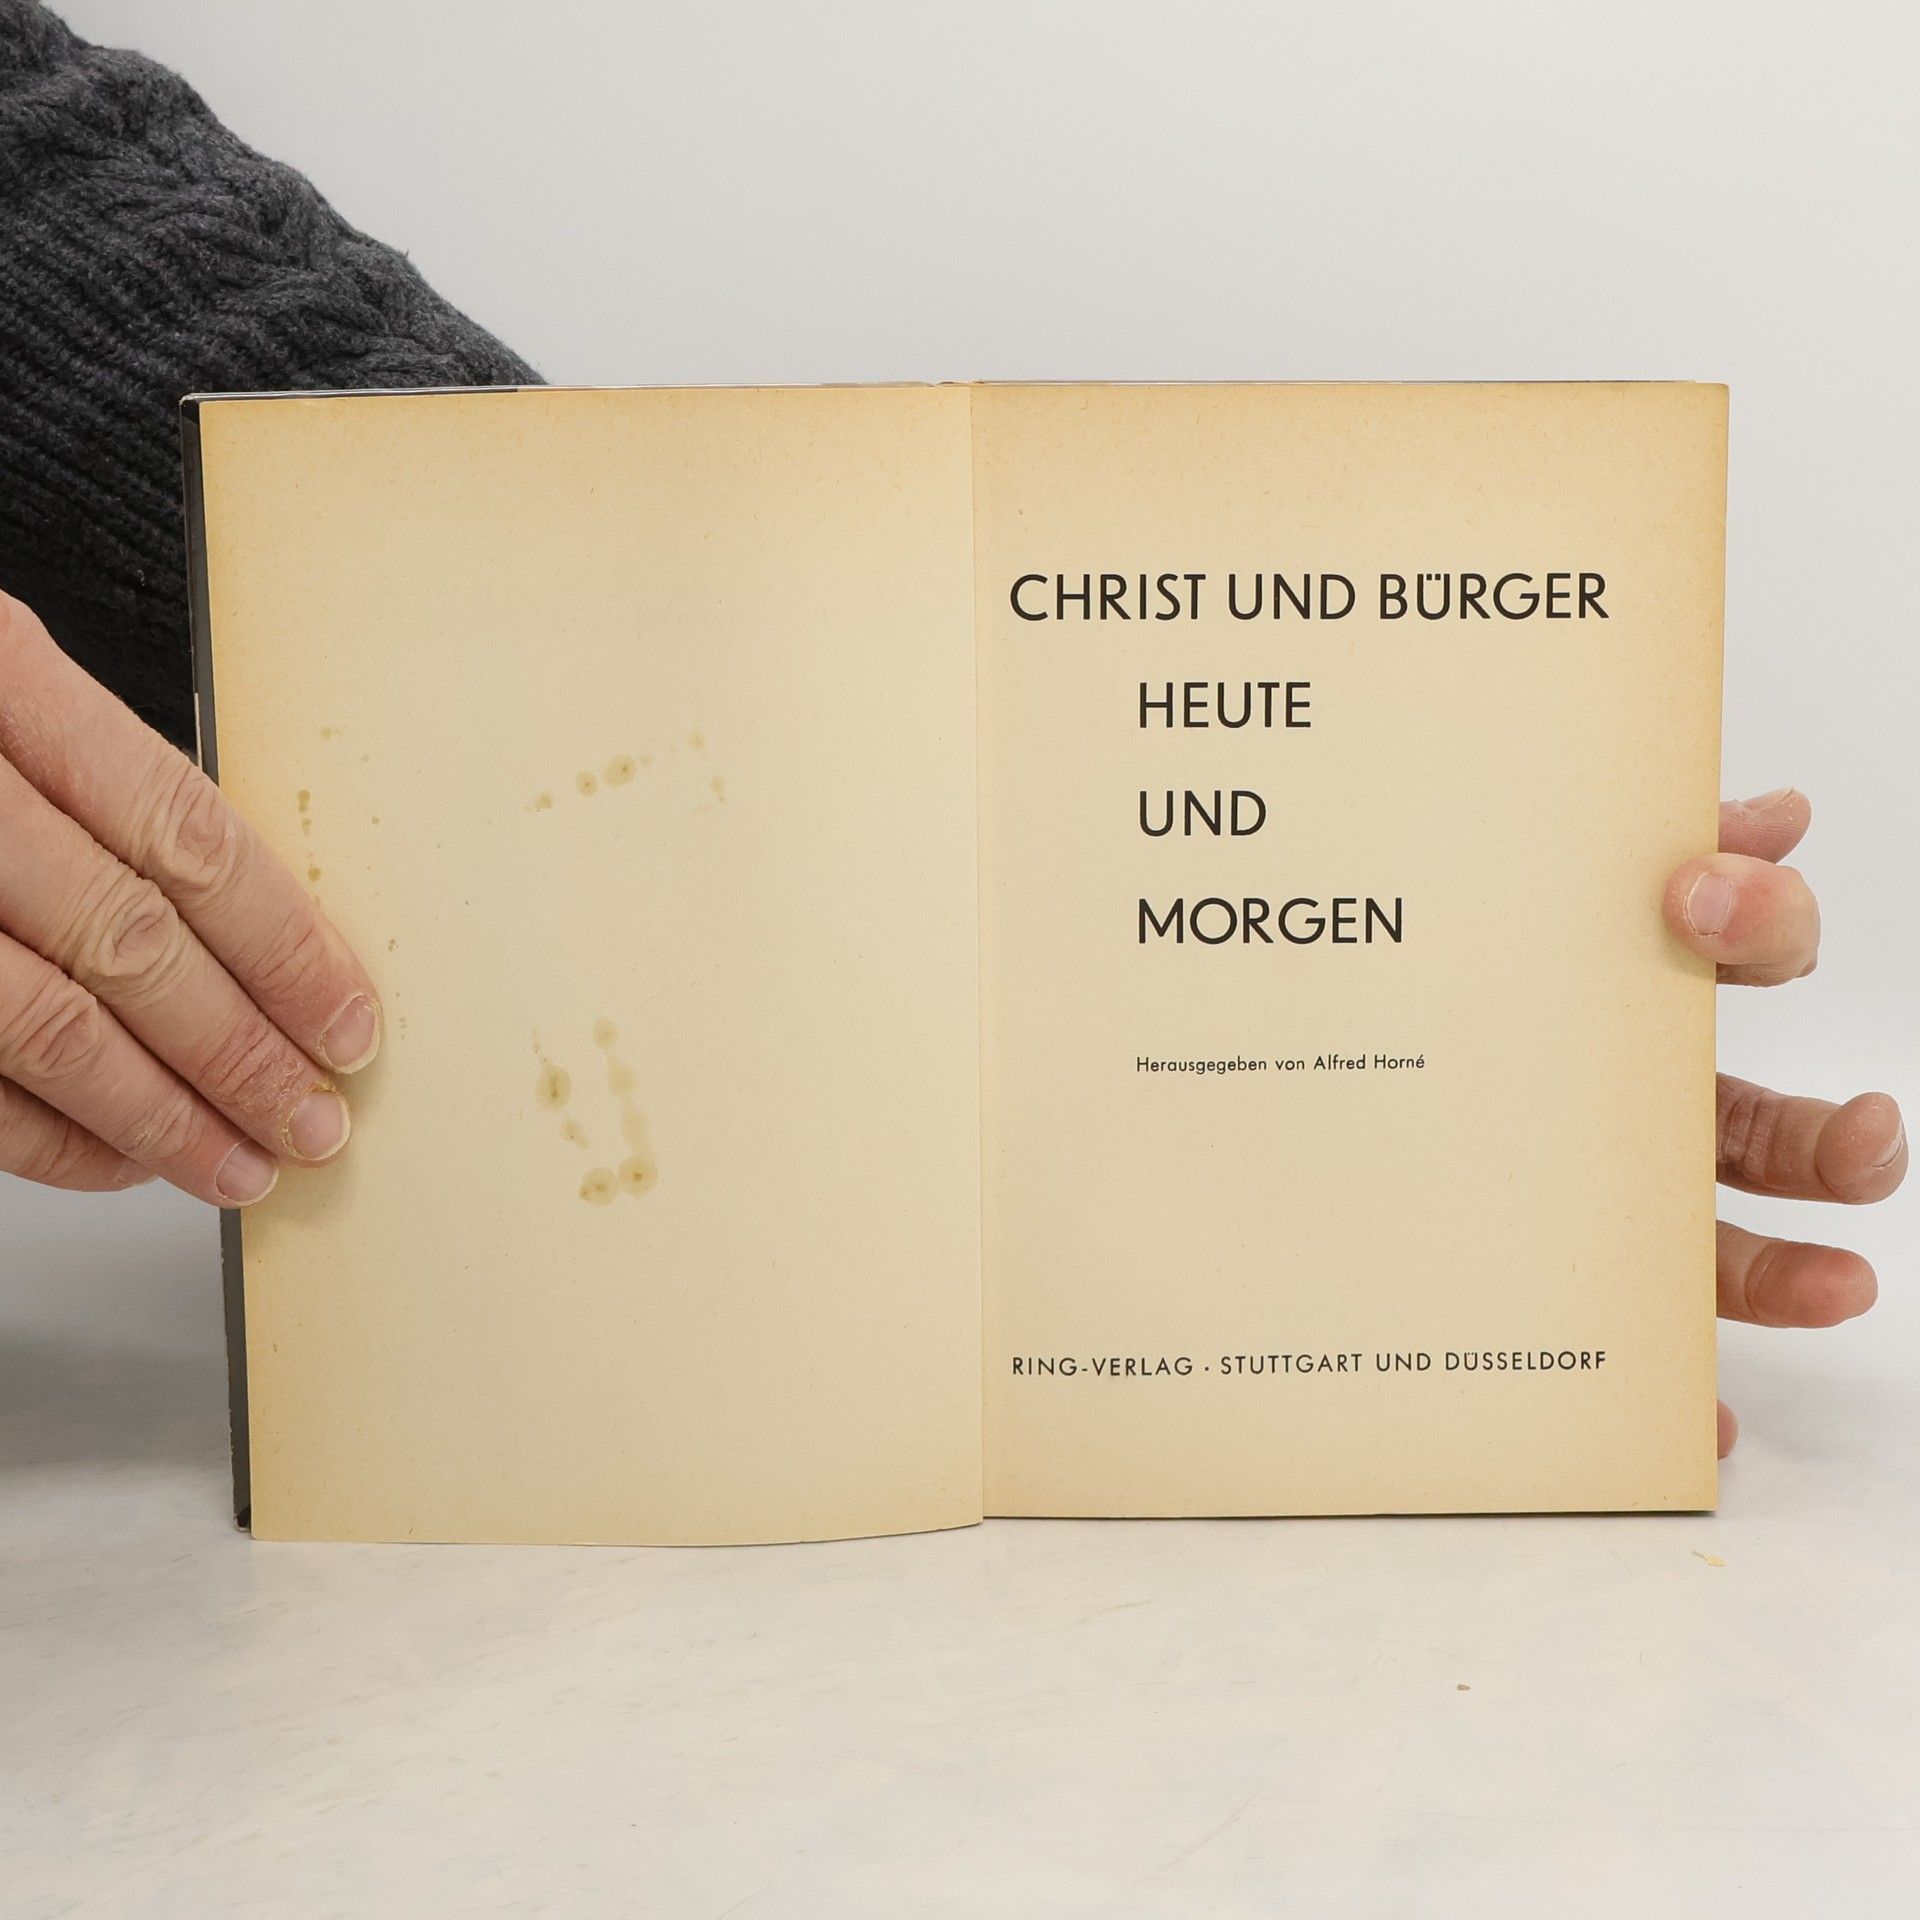 CHRIST UND BÜRGER
HEUTE
UND
MORGEN
Herausgegeben von Alfred Horné
RING-VERLAG · STUTTGART UND DÜSSELDORF